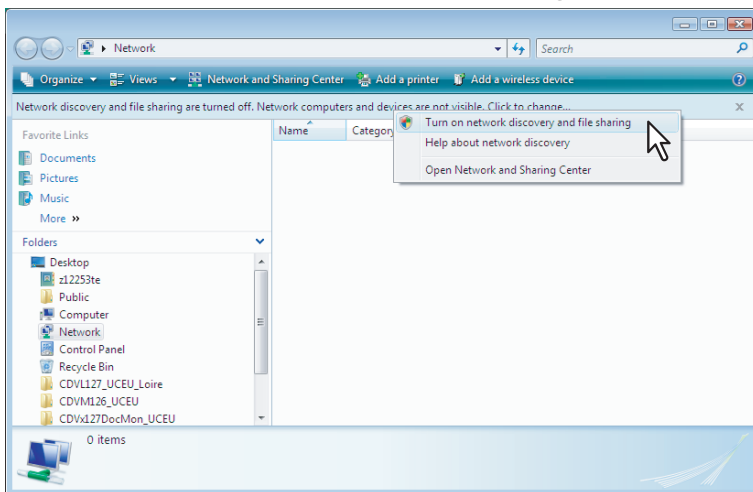 Network
Search
Organize Views Network and Sharing Center Add a printer Add a wireless device
Network discovery and file sharing are turned off. Network computers and devices are not visible. Click to change...
Turn on network discovery and file sharing
Help about network discovery
Open Network and Sharing Center
Name Category
Favorite Links
Documents
Pictures
Music
More »
Folders
Desktop
z12253te
Public
Computer
Network
Control Panel
Recycle Bin
CDVL127_UCEU_Loire
CDVM126_UCEU
CDVx127DocMon_UCEU
0 items